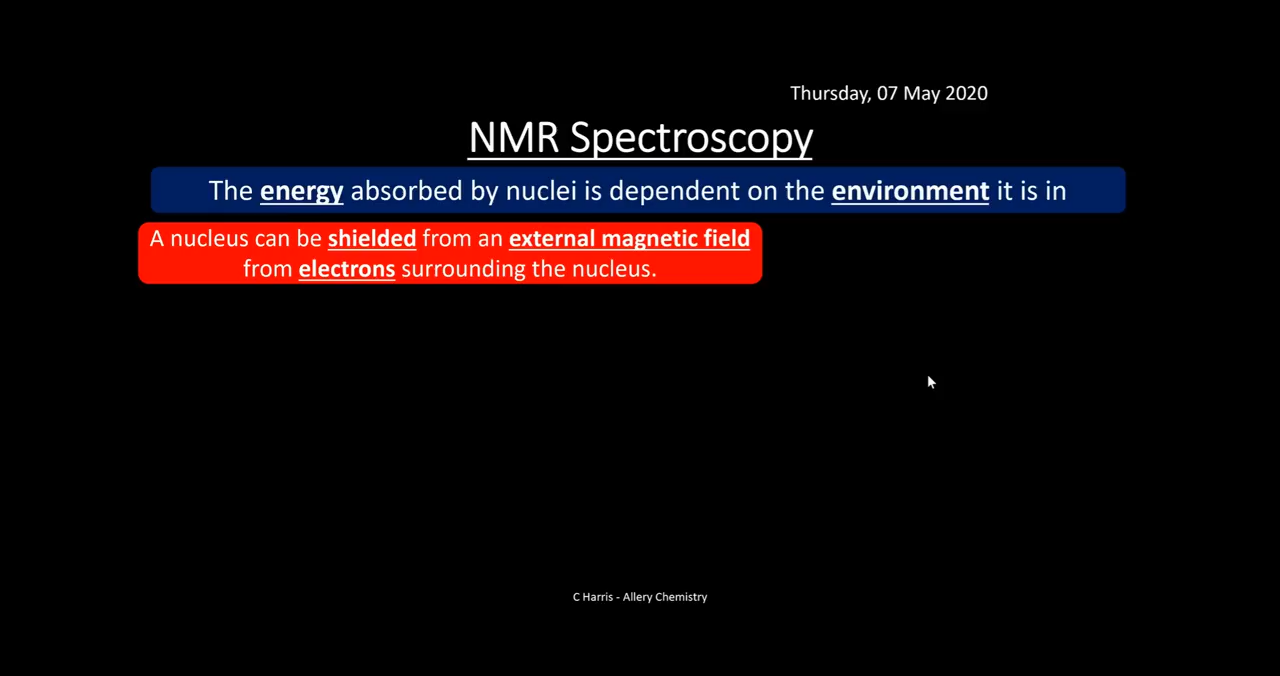 Thursday, 07 May 2020
NMR Spectroscopy
The energy absorbed by nuclei is dependent on the environment it is in
A nucleus can be shielded from an external magnetic field
from electrons surrounding the nucleus.
C Harris - Allery Chemistry